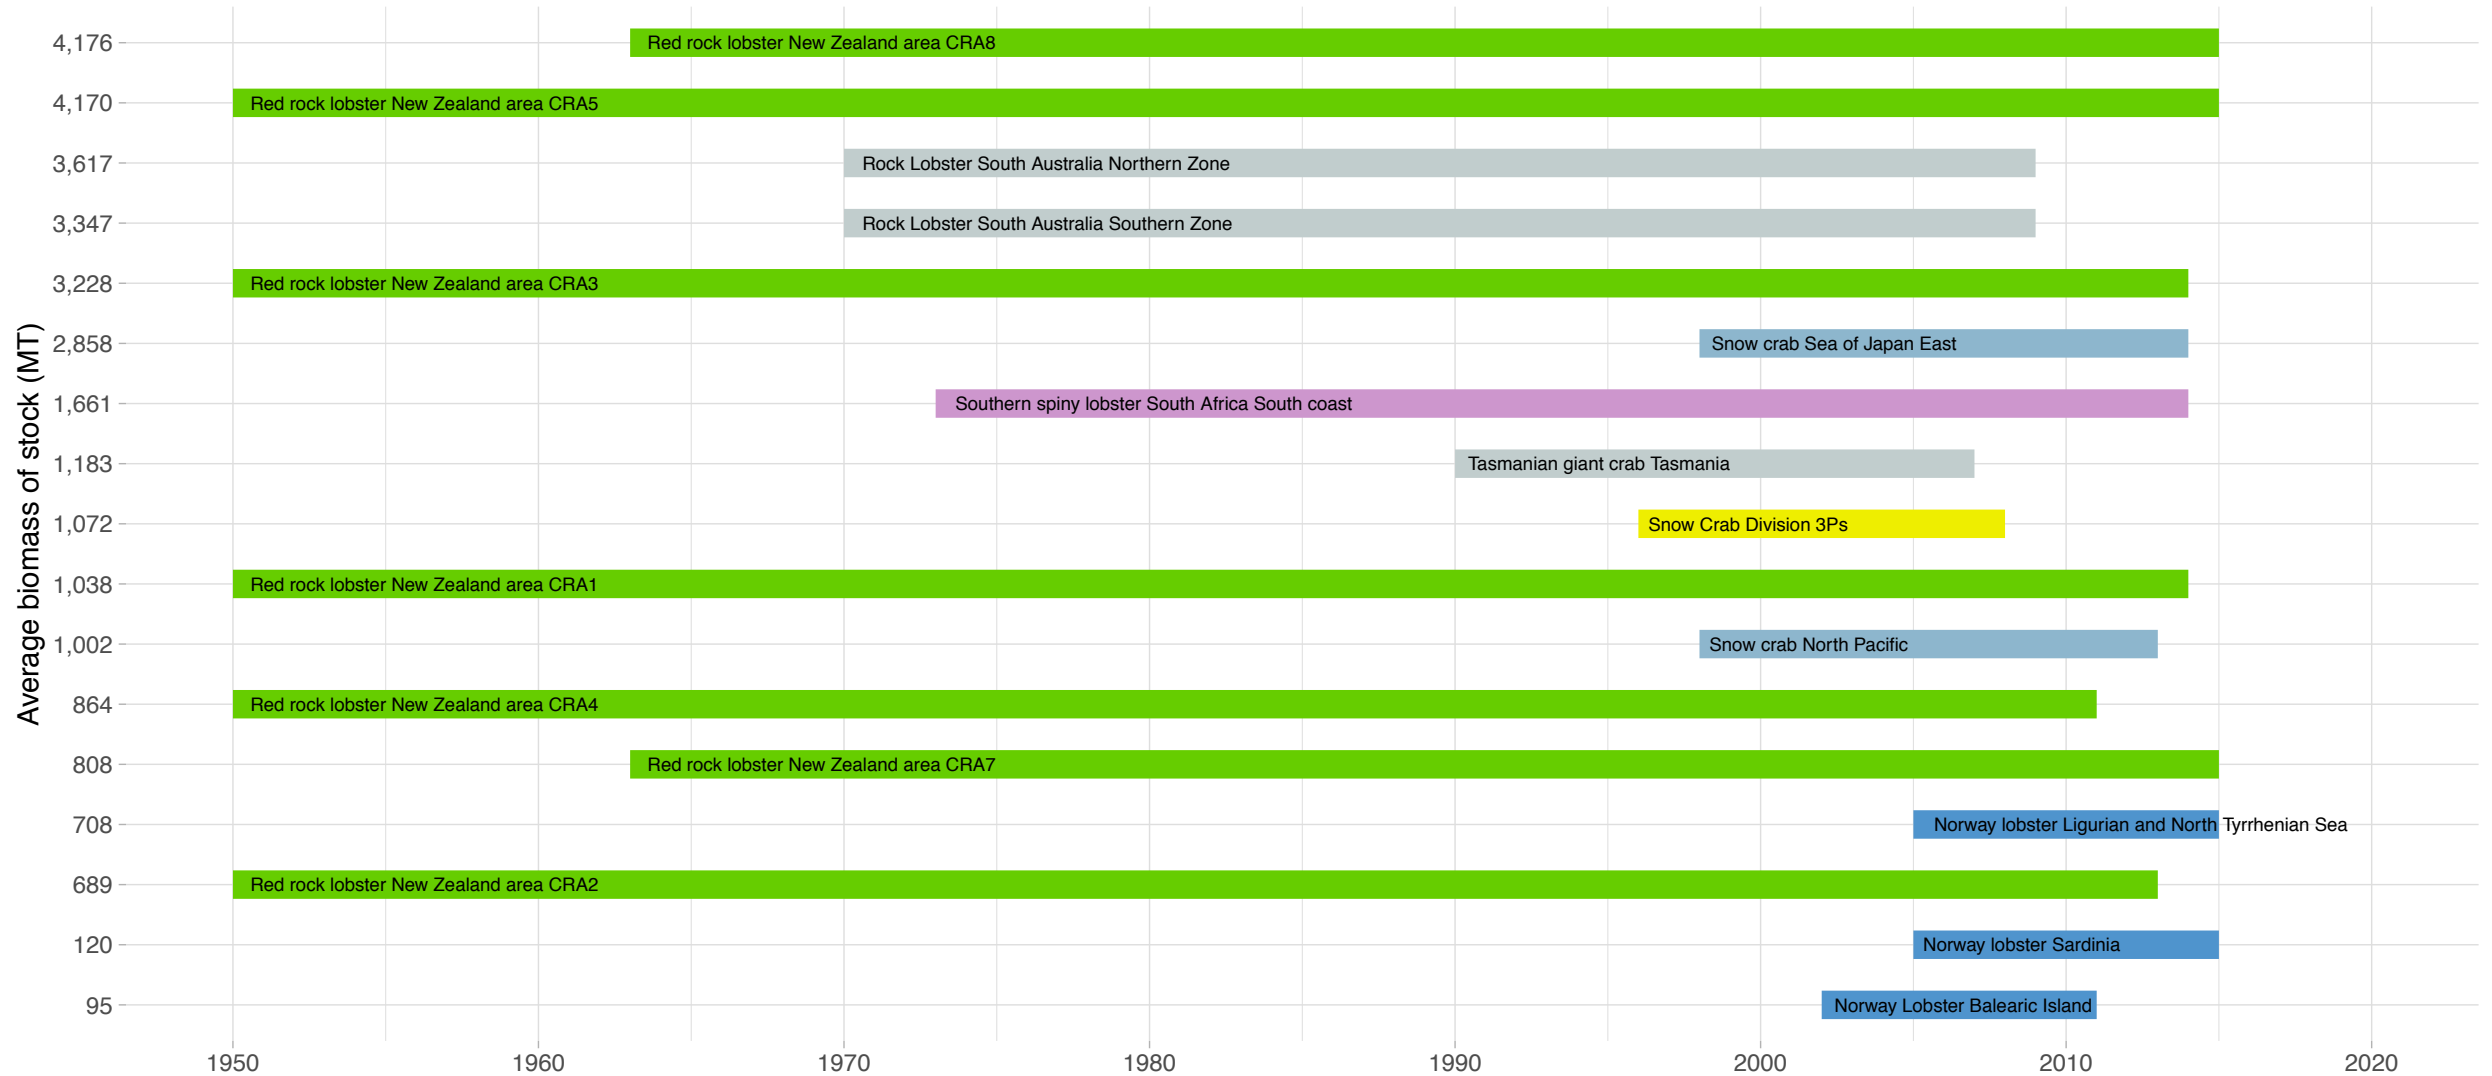 Average biomass of stock (MT)
4,176
Red rock lobster New Zealand area CRA8
4,170
Red rock lobster New Zealand area CRA5
3,617
Rock Lobster South Australia Northern Zone
3,347
Rock Lobster South Australia Southern Zone
3,228
Red rock lobster New Zealand area CRA3
2,858
Snow crab Sea of Japan East
1,661
Southern spiny lobster South Africa South coast
1,183
Tasmanian giant crab Tasmania
1,072
Snow Crab Division 3Ps
1,038
Red rock lobster New Zealand area CRA1
1,002
Snow crab North Pacific
864
Red rock lobster New Zealand area CRA4
808
Red rock lobster New Zealand area CRA7
708
Norway lobster Ligurian and North Tyrrhenian Sea
689
Red rock lobster New Zealand area CRA2
120
Norway lobster Sardinia
95
Norway Lobster Balearic Island
1950 1960 1970 1980 1990 2000 2010 2020